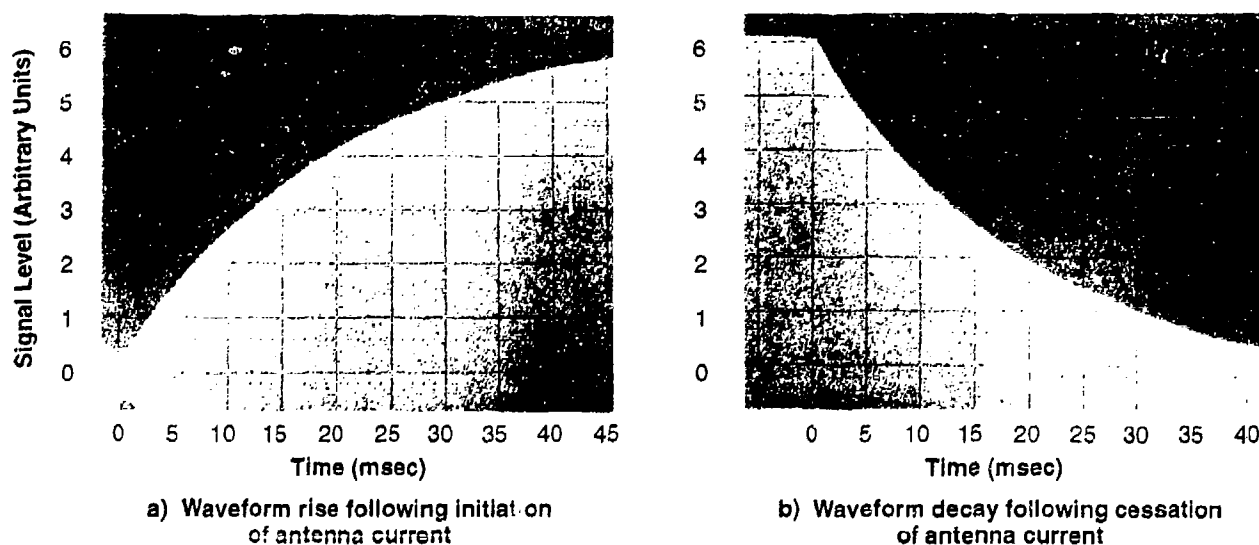 Signal Level (Arbitrary Units)
6
5
4
3
2
1
0
0 5 10 15 20 25 30 35 40 45
Time (msec)
a) Waveform rise following initiat on
of antenna current
6
5
4
3
2
1
0
0 5 10 15 20 25 30 35 40
Time (msec)
b) Waveform decay following cessation
of antenna current